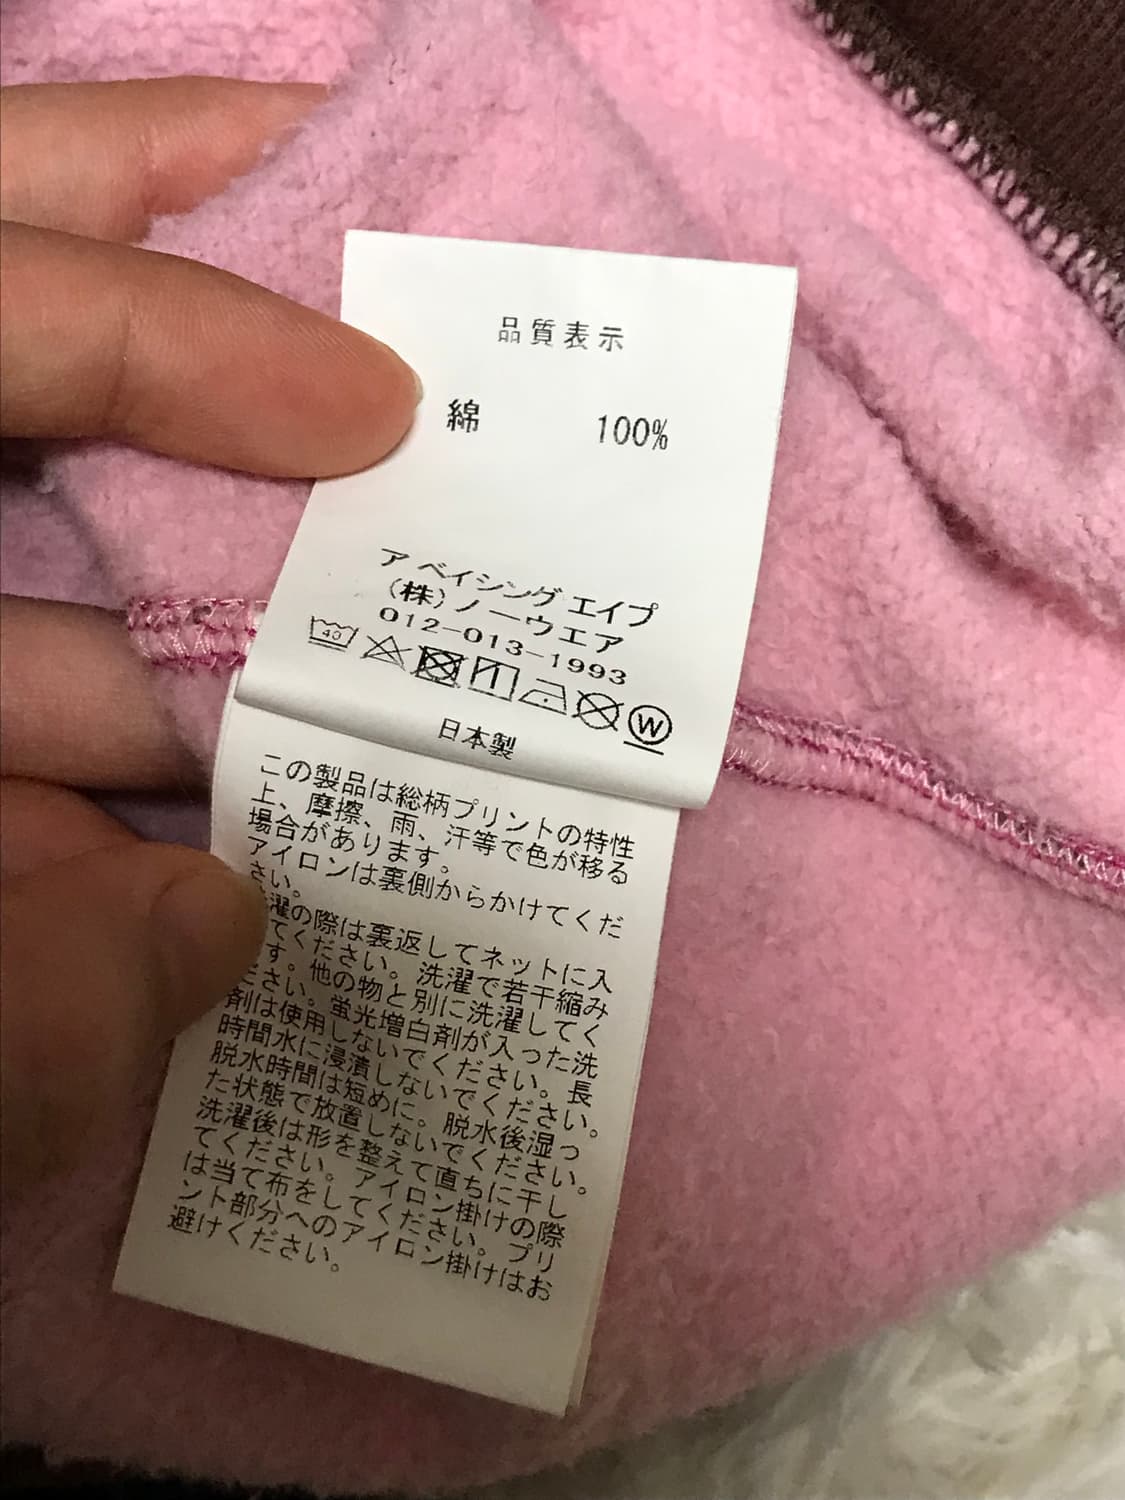 品質表示
綿 100%
ア ベイシング エイプ
(株)ノーウエア
012-013-1993
40
W
日本製
この製品は総柄プリントの特性
上、摩擦、雨、汗等で色が移る
場合があります。
アイロンは裏側からかけてくだ
さい。
濯の際は裏返してネットに入
てください。洗濯で若干縮み
す。他の物と別に洗濯してく
ださい。蛍光増白剤が入った洗
剤は使用しないでください。長
時間水に浸漬しないでください。
脱水時間は短めに。脱水後湿っ
た状態で放置しないでください。
洗濯後は形を整えて直ちに干し
てください。アイロン掛けの際
は当て布をしてください。プリ
ント部分へのアイロン掛けはお
避けください。